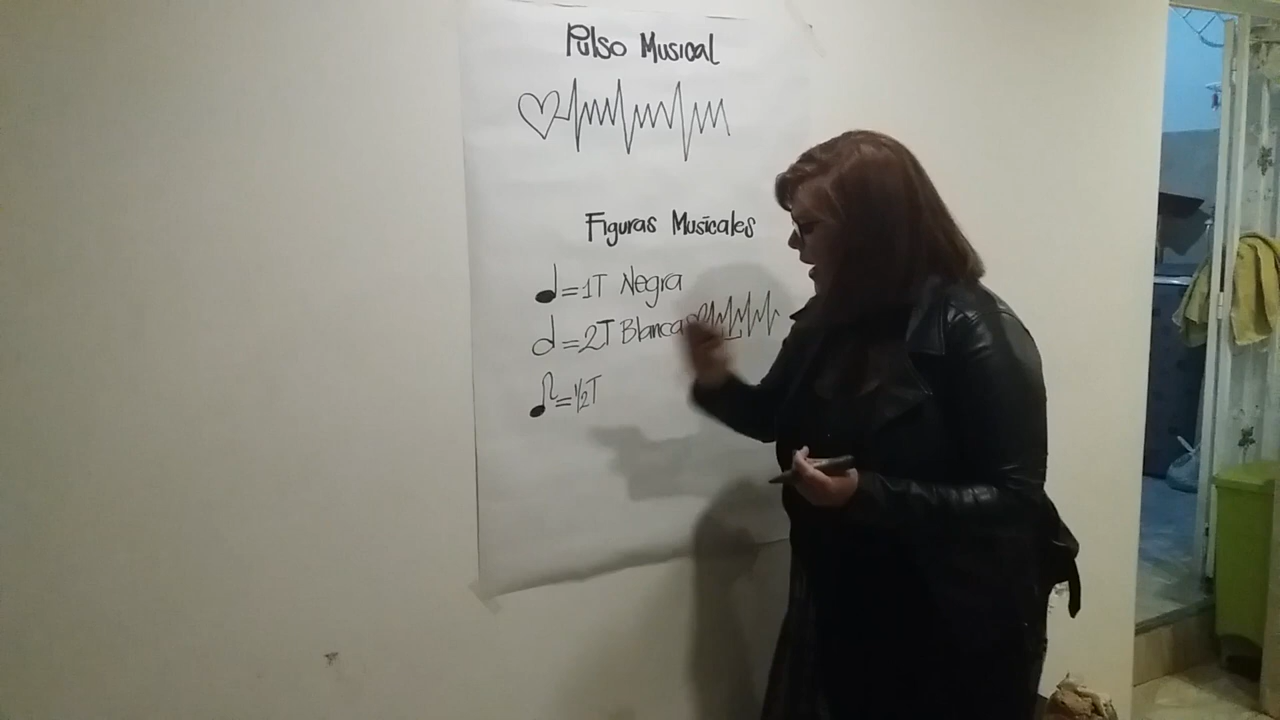 Pulso Musical
Figuras Musicales
♩=1T Negra
𝅗𝅥=2T Blanca
♪=½T